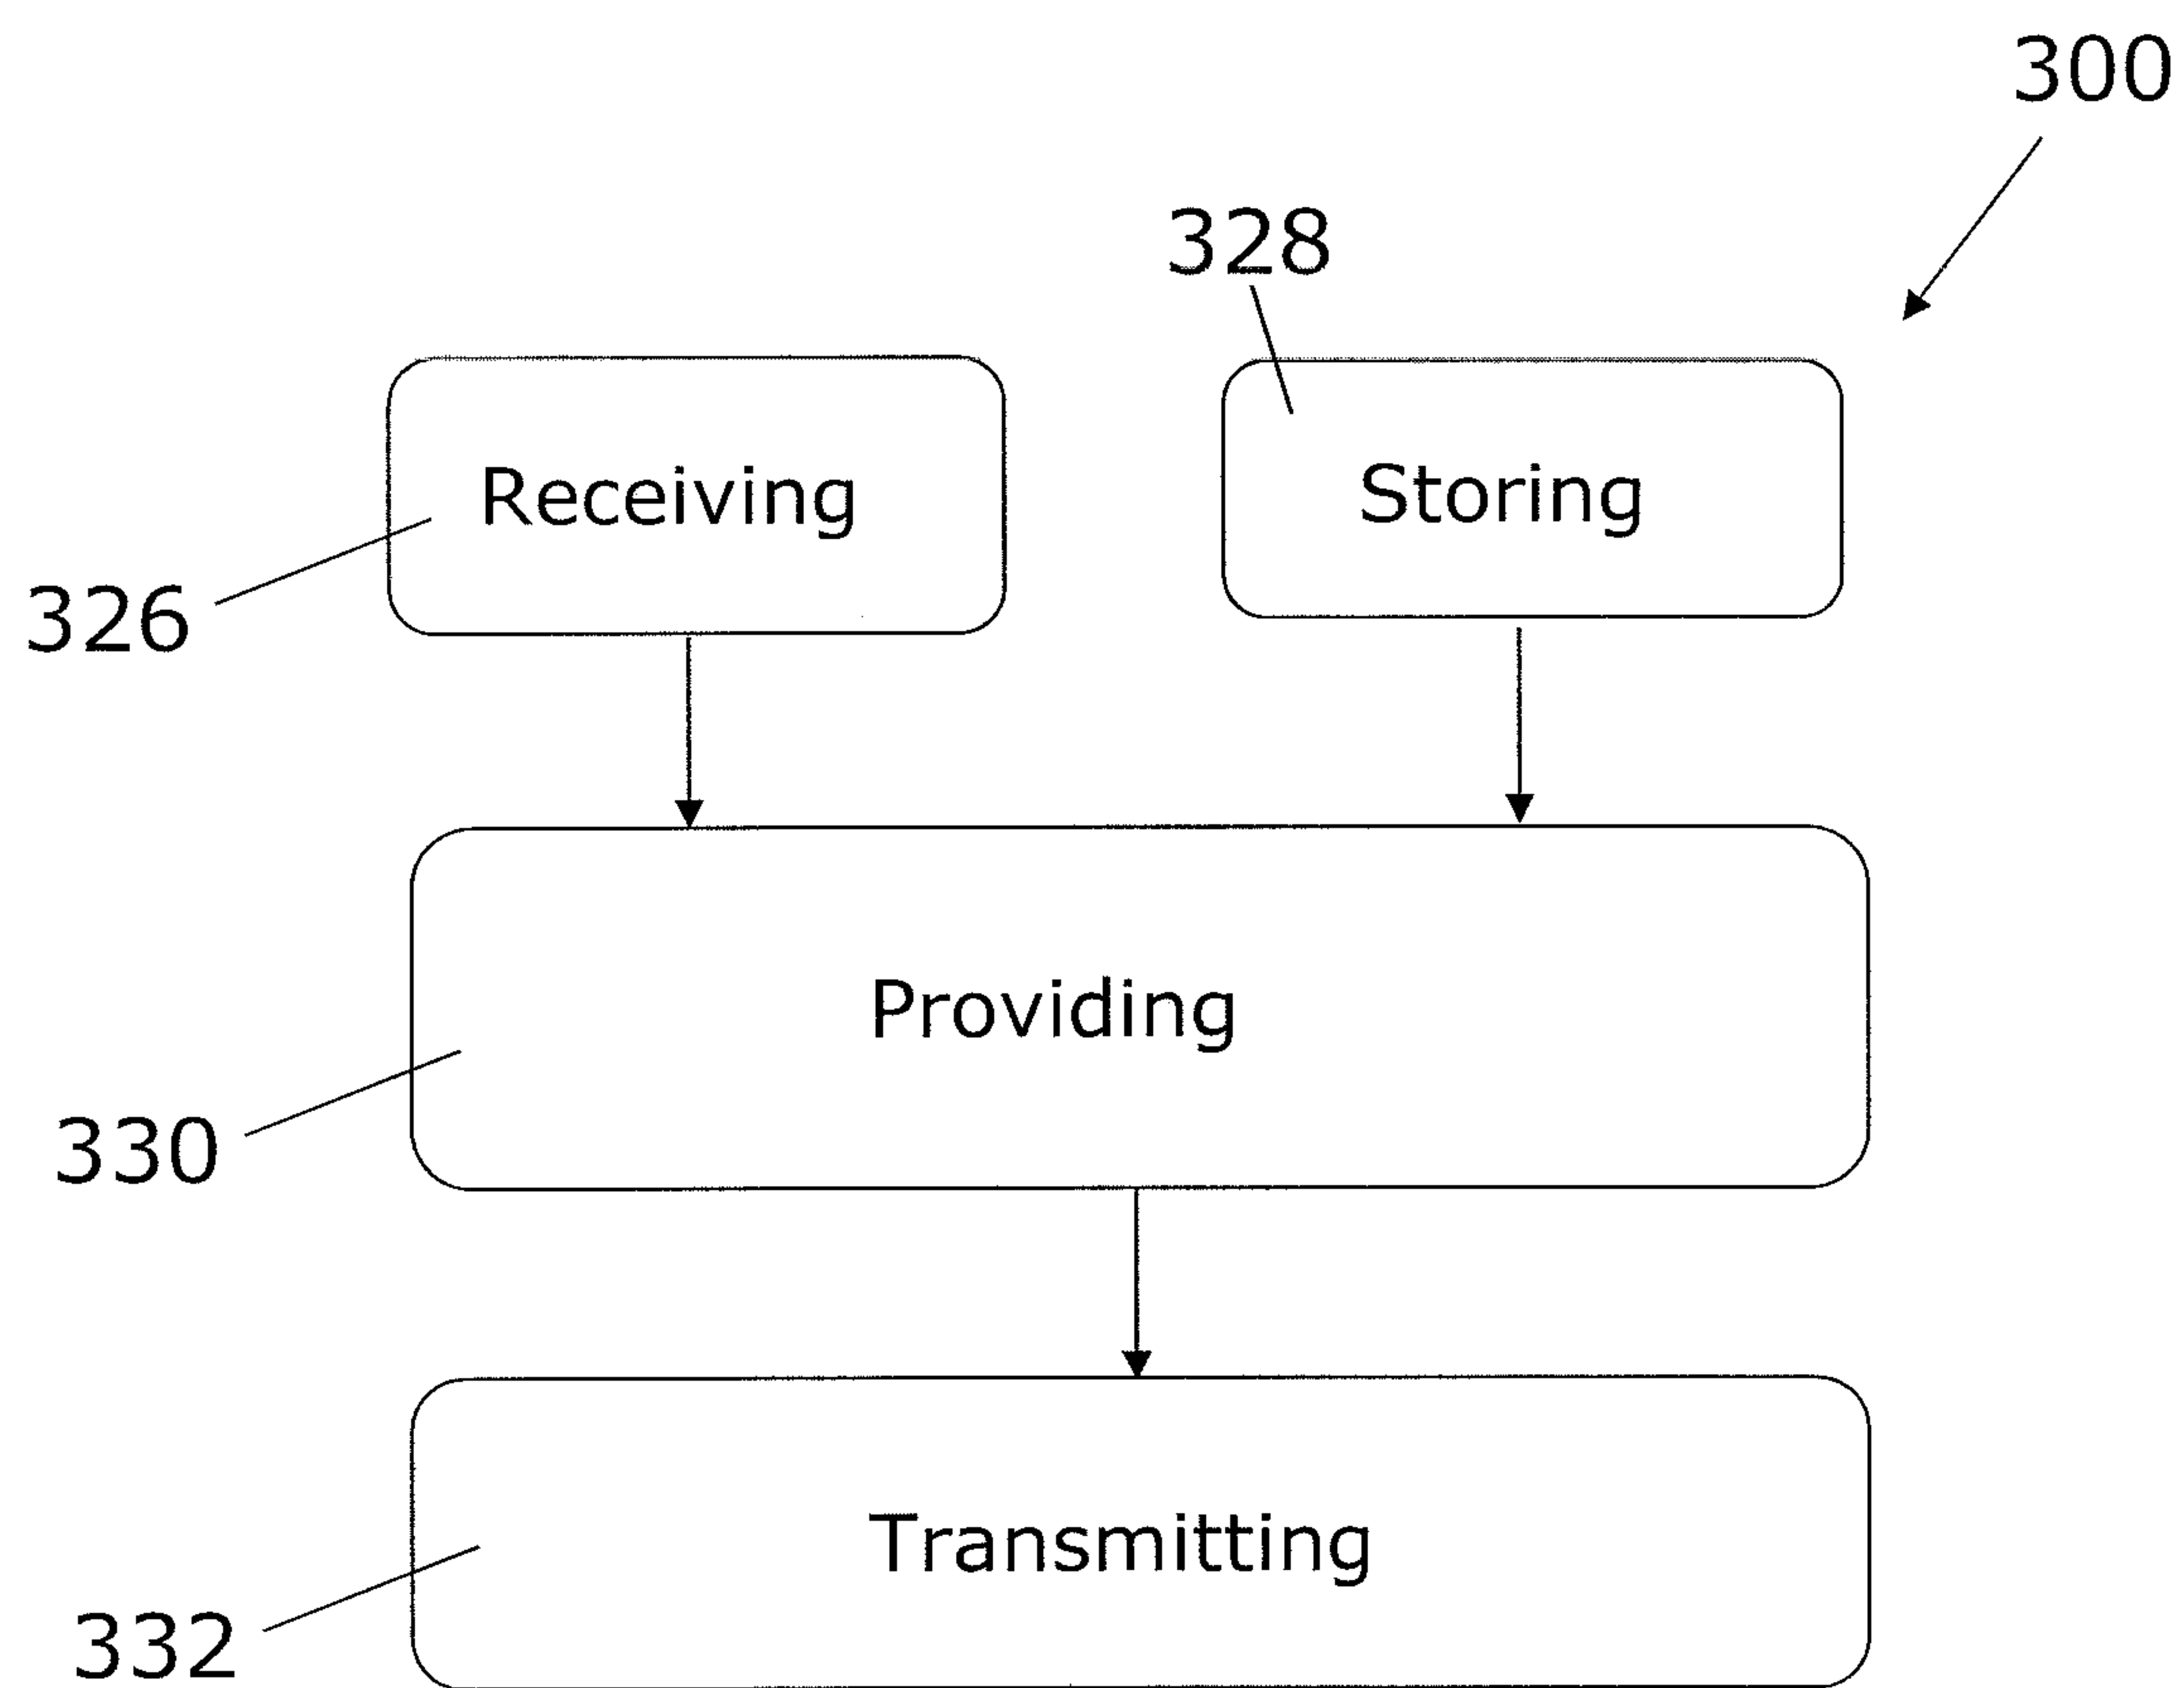 300
328
Receiving
Storing
326
Providing
330
Transmitting
332